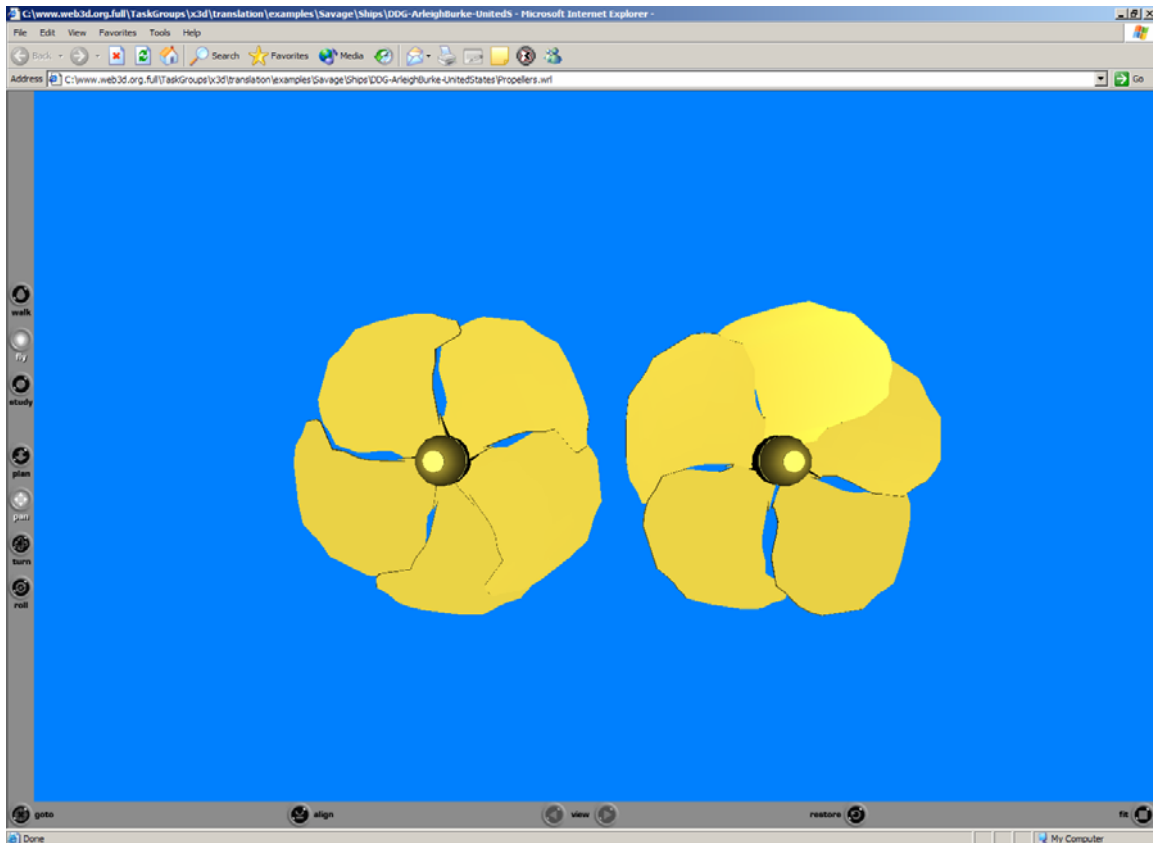 C:\www.web3d.org.full\TaskGroups\x3d\translation\examples\Savage\Ships\DDG-ArleighBurke-UnitedS - Microsoft Internet Explorer -
File Edit View Favorites Tools Help
Back Search Favorites Media
Address C:\www.web3d.org.full\TaskGroups\x3d\translation\examples\Savage\Ships\DDG-ArleighBurke-UnitedStates\Propellers.wrl Go
walk
fly
study
plan
pan
turn
roll
goto align view restore fit
Done My Computer